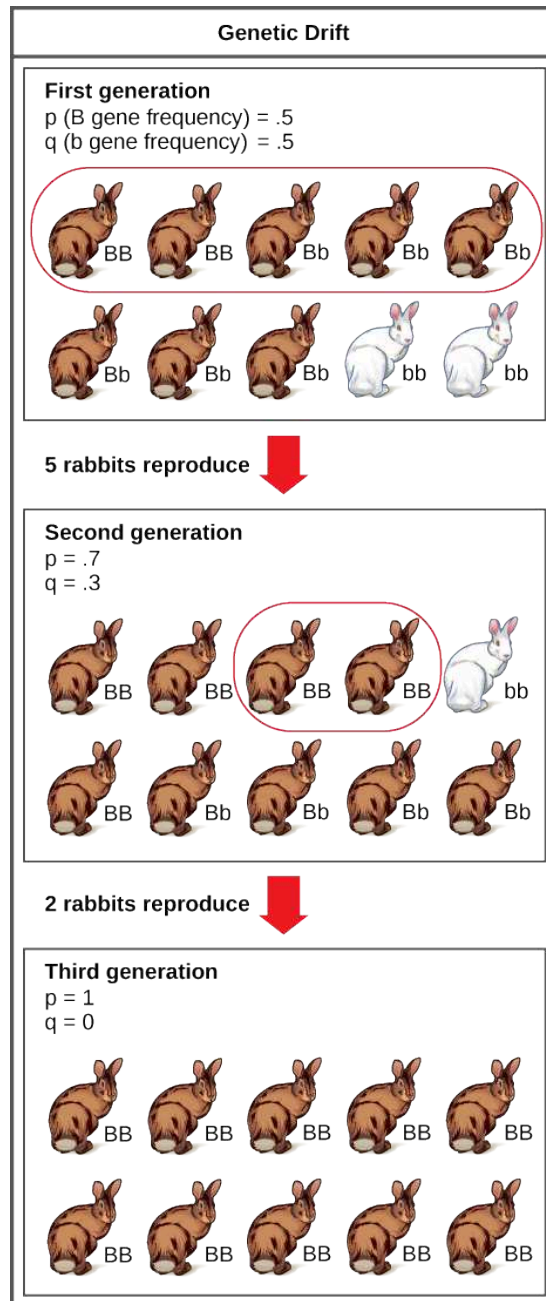 Genetic Drift
First generation
p (B gene frequency) = .5
q (b gene frequency) = .5
BB BB Bb Bb Bb
Bb Bb Bb bb bb
5 rabbits reproduce
Second generation
p = .7
q = .3
BB BB BB BB bb
BB Bb Bb Bb Bb
2 rabbits reproduce
Third generation
p = 1
q = 0
BB BB BB BB BB
BB BB BB BB BB